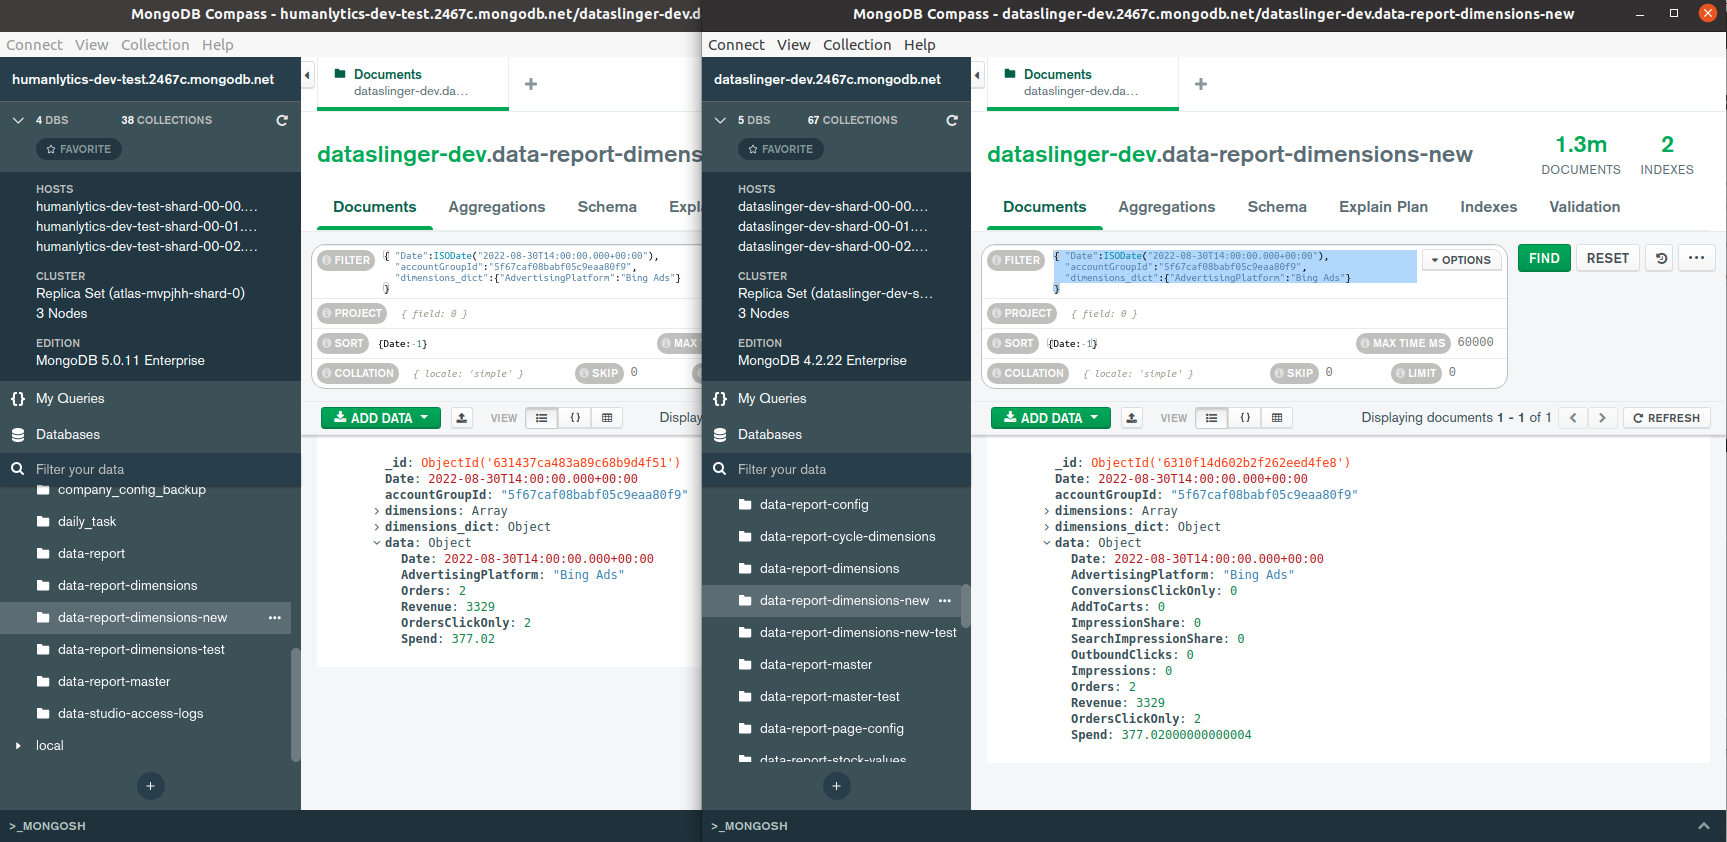 MongoDB Compass - humanlytics-dev-test.2467c.mongodb.net/dataslinger-dev.d
Connect View Collection Help
humanlytics-dev-test.2467c.mongodb.net
4 DBS 38 COLLECTIONS
FAVORITE
HOSTS
humanlytics-dev-test-shard-00-00....
humanlytics-dev-test-shard-00-01....
humanlytics-dev-test-shard-00-02....
CLUSTER
Replica Set (atlas-mvpjhh-shard-0)
3 Nodes
EDITION
MongoDB 5.0.11 Enterprise
My Queries
Databases
Filter your data
company_config_backup
daily_task
data-report
data-report-dimensions
data-report-dimensions-new
data-report-dimensions-test
data-report-master
data-studio-access-logs
local
>_MONGOSH
Documents
dataslinger-dev.da...
dataslinger-dev.data-report-dimens
Documents Aggregations Schema Expl
FILTER { "Date":ISODate("2022-08-30T14:00:00.000+00:00"),
"accountGroupId":"5f67caf08babf05c9eaa80f9",
"dimensions_dict":{"AdvertisingPlatform":"Bing Ads"}
}
PROJECT { field: 0 }
SORT {Date:-1} MAX
COLLATION { locale: 'simple' } SKIP 0
ADD DATA VIEW {} Display
_id: ObjectId('631437ca483a89c68b9d4f51')
Date: 2022-08-30T14:00:00.000+00:00
accountGroupId: "5f67caf08babf05c9eaa80f9"
dimensions: Array
dimensions_dict: Object
data: Object
Date: 2022-08-30T14:00:00.000+00:00
AdvertisingPlatform: "Bing Ads"
Orders: 2
Revenue: 3329
OrdersClickOnly: 2
Spend: 377.02
MongoDB Compass - dataslinger-dev.2467c.mongodb.net/dataslinger-dev.data-report-dimensions-new
Connect View Collection Help
dataslinger-dev.2467c.mongodb.net
5 DBS 67 COLLECTIONS
FAVORITE
HOSTS
dataslinger-dev-shard-00-00....
dataslinger-dev-shard-00-01....
dataslinger-dev-shard-00-02....
CLUSTER
Replica Set (dataslinger-dev-s...
3 Nodes
EDITION
MongoDB 4.2.22 Enterprise
My Queries
Databases
Filter your data
data-report-config
data-report-cycle-dimensions
data-report-dimensions
data-report-dimensions-new
data-report-dimensions-new-test
data-report-master
data-report-master-test
data-report-page-config
data-report-stock-values
>_MONGOSH
Documents
dataslinger-dev.da...
dataslinger-dev.data-report-dimensions-new
1.3m DOCUMENTS
2 INDEXES
Documents Aggregations Schema Explain Plan Indexes Validation
FILTER { "Date":ISODate("2022-08-30T14:00:00.000+00:00"),
"accountGroupId":"5f67caf08babf05c9eaa80f9",
"dimensions_dict":{"AdvertisingPlatform":"Bing Ads"}
}
OPTIONS FIND RESET
PROJECT { field: 0 }
SORT {Date:-1} MAX TIME MS 60000
COLLATION { locale: 'simple' } SKIP 0 LIMIT 0
ADD DATA VIEW {} Displaying documents 1 - 1 of 1 REFRESH
_id: ObjectId('6310f14d602b2f262eed4fe8')
Date: 2022-08-30T14:00:00.000+00:00
accountGroupId: "5f67caf08babf05c9eaa80f9"
dimensions: Array
dimensions_dict: Object
data: Object
Date: 2022-08-30T14:00:00.000+00:00
AdvertisingPlatform: "Bing Ads"
ConversionsClickOnly: 0
AddToCarts: 0
ImpressionShare: 0
SearchImpressionShare: 0
OutboundClicks: 0
Impressions: 0
Orders: 2
Revenue: 3329
OrdersClickOnly: 2
Spend: 377.02000000000004